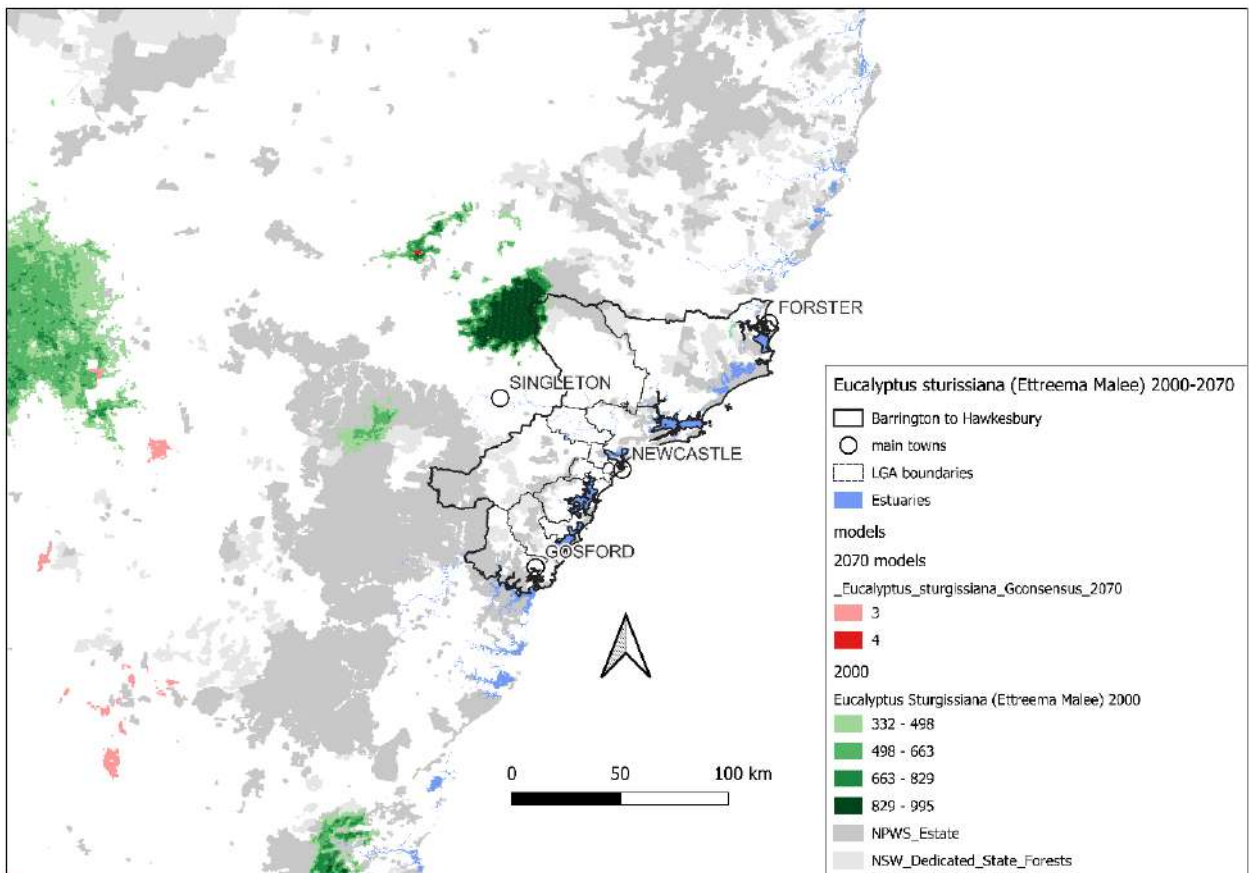 FORSTER
SINGLETON
NEWCASTLE
GOSFORD
0 50 100 km
Eucalyptus sturissiana (Ettreema Malee) 2000-2070
Barrington to Hawkesbury
main towns
LGA boundaries
Estuaries
models
2070 models
_Eucalyptus_sturgissiana_Gconsensus_2070
3
4
2000
Eucalyptus Sturgissiana (Ettreema Malee) 2000
332 - 498
498 - 663
663 - 829
829 - 995
NPWS_Estate
NSW_Dedicated_State_Forests